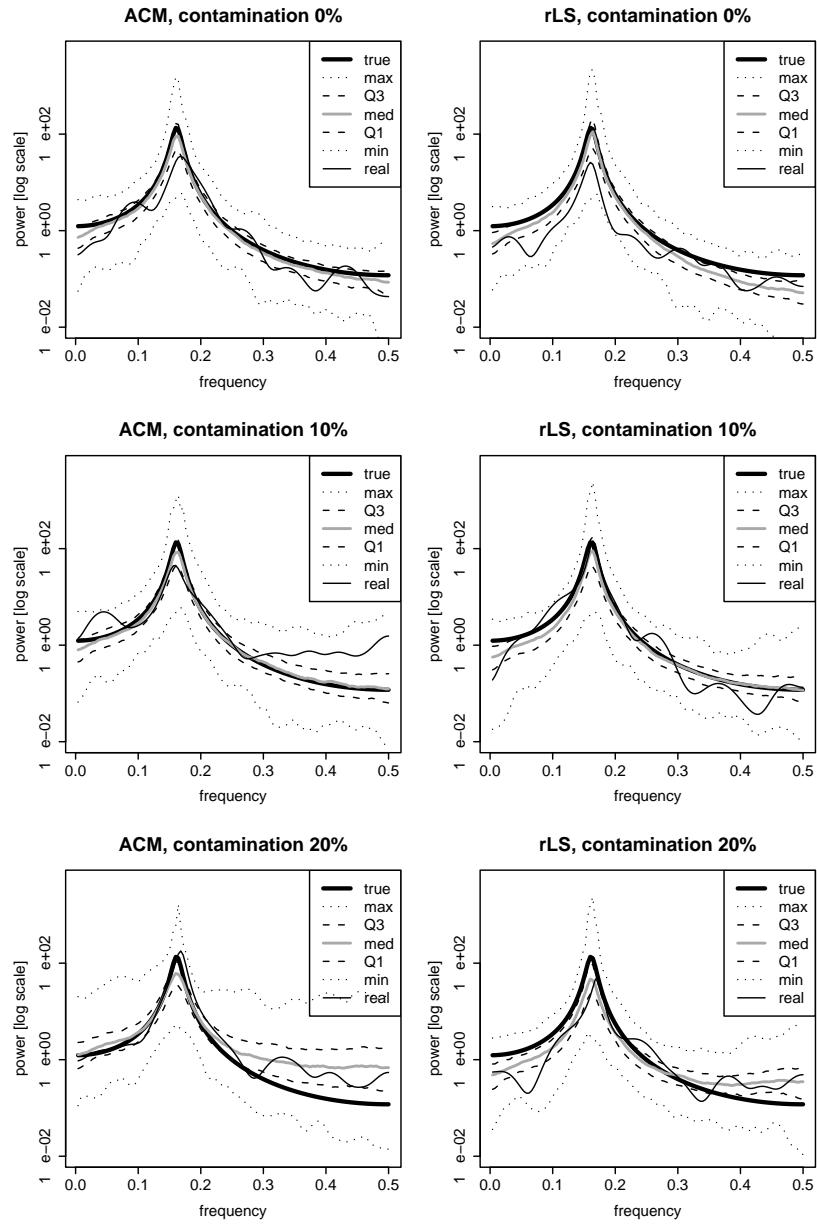 ACM, contamination 0%
power [log scale]
1 e−02
1 e+00
1 e+02
0.0 0.1 0.2 0.3 0.4 0.5
frequency
true
max
Q3
med
Q1
min
real
rLS, contamination 0%
power [log scale]
1 e−02
1 e+00
1 e+02
0.0 0.1 0.2 0.3 0.4 0.5
frequency
true
max
Q3
med
Q1
min
real
ACM, contamination 10%
power [log scale]
1 e−02
1 e+00
1 e+02
0.0 0.1 0.2 0.3 0.4 0.5
frequency
true
max
Q3
med
Q1
min
real
rLS, contamination 10%
power [log scale]
1 e−02
1 e+00
1 e+02
0.0 0.1 0.2 0.3 0.4 0.5
frequency
true
max
Q3
med
Q1
min
real
ACM, contamination 20%
power [log scale]
1 e−02
1 e+00
1 e+02
0.0 0.1 0.2 0.3 0.4 0.5
frequency
true
max
Q3
med
Q1
min
real
rLS, contamination 20%
power [log scale]
1 e−02
1 e+00
1 e+02
0.0 0.1 0.2 0.3 0.4 0.5
frequency
true
max
Q3
med
Q1
min
real